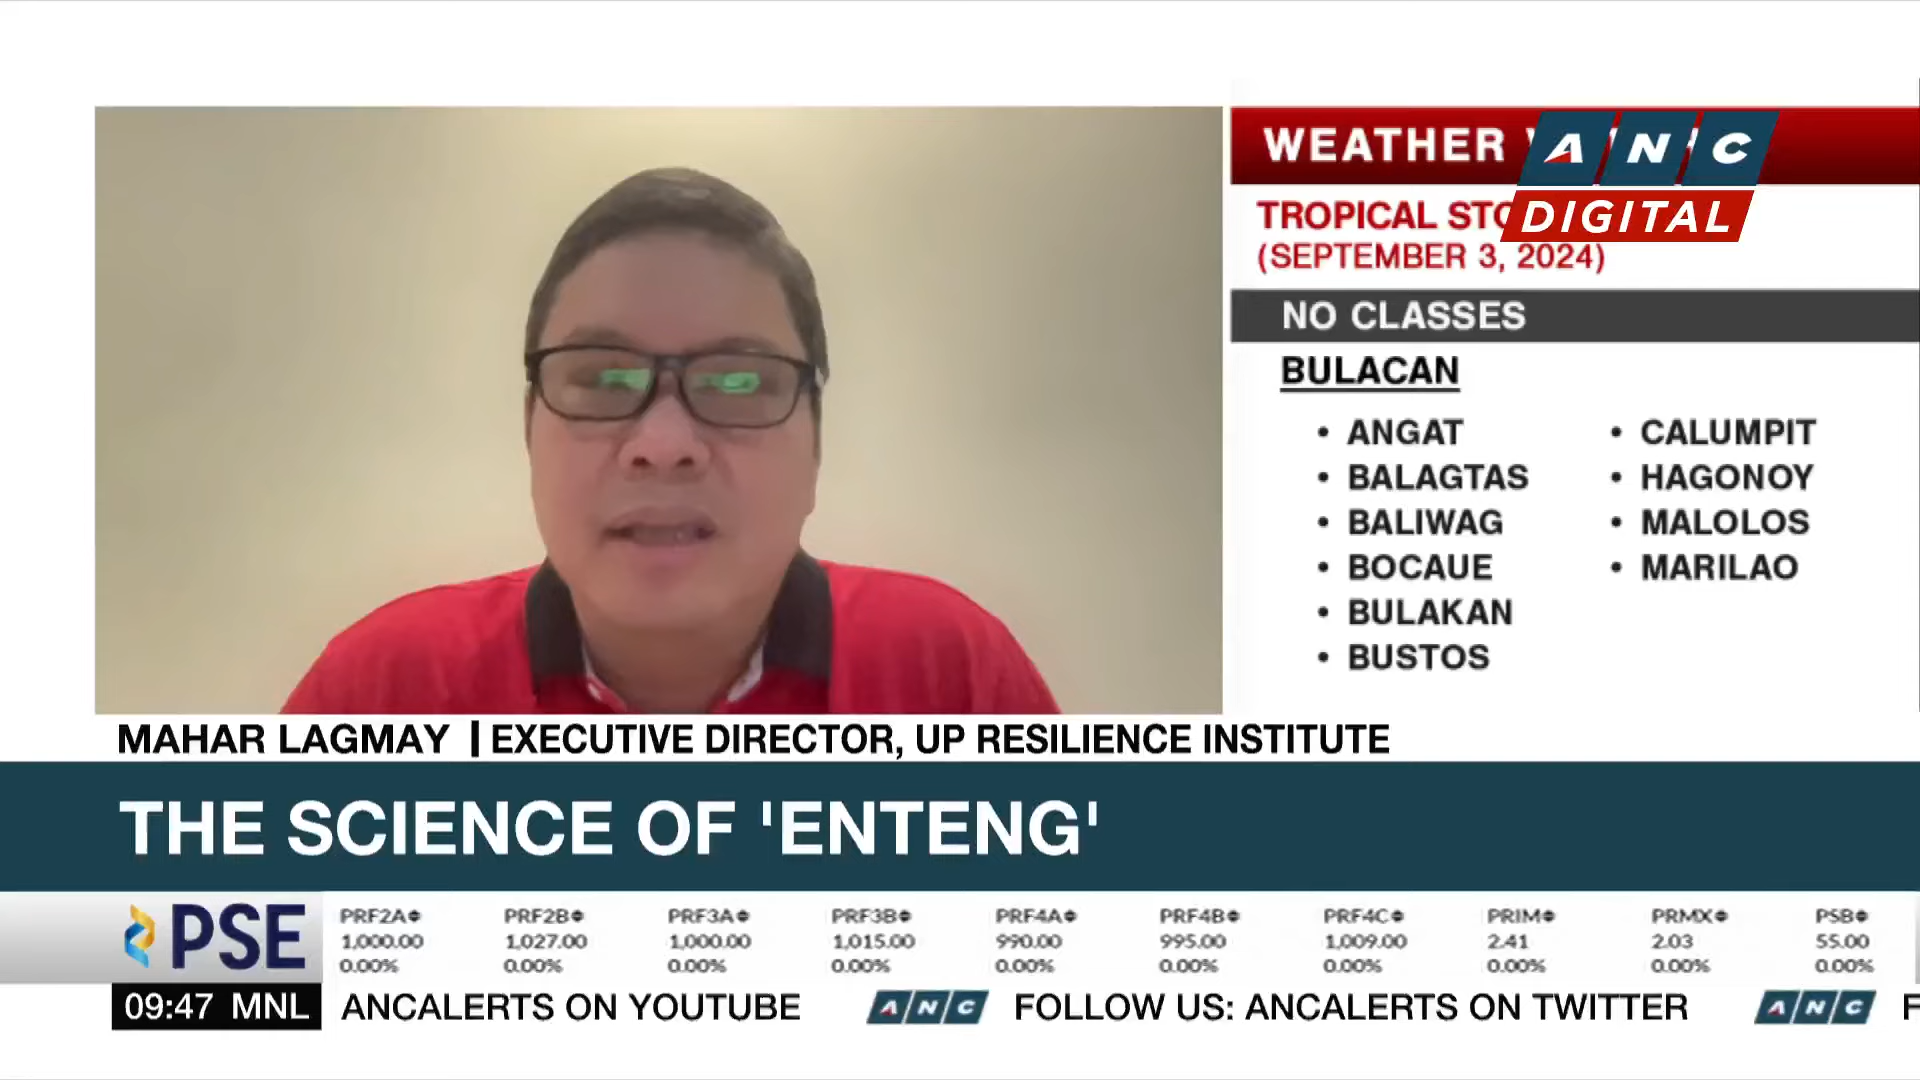 WEATHER
ANC
DIGITAL
TROPICAL
(SEPTEMBER 3, 2024)
NO CLASSES
BULACAN
• ANGAT
• BALAGTAS
• BALIWAG
• BOCAUE
• BULAKAN
• BUSTOS
• CALUMPIT
• HAGONOY
• MALOLOS
• MARILAO
MAHAR LAGMAY | EXECUTIVE DIRECTOR, UP RESILIENCE INSTITUTE
THE SCIENCE OF 'ENTENG'
PSE
PRF2A PRF2B PRF3A PRF3B PRF4A PRF4B PRF4C PRIM PRMX PSB
1,000.00 1,027.00 1,000.00 1,015.00 990.00 995.00 1,009.00 2.41 2.03 55.00
0.00% 0.00% 0.00% 0.00% 0.00% 0.00% 0.00% 0.00% 0.00% 0.00%
09:47 MNL ANCALERTS ON YOUTUBE ANC FOLLOW US: ANCALERTS ON TWITTER ANC